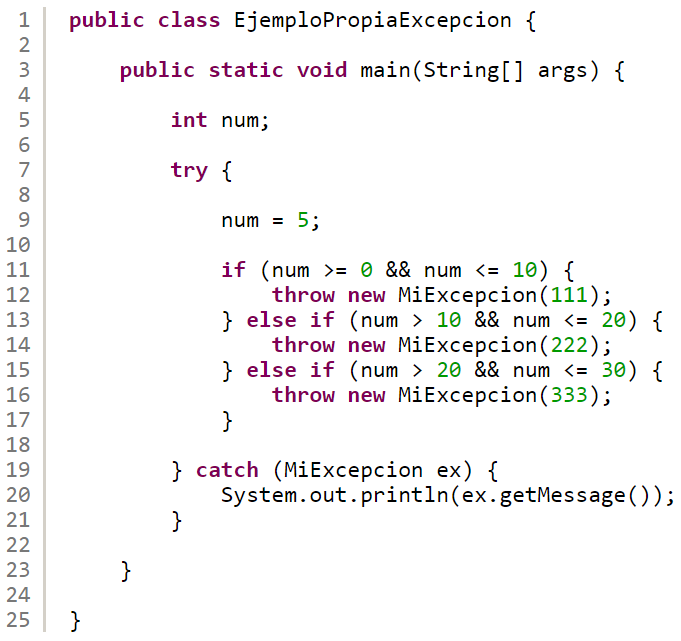 1 public class EjemploPropiaExcepcion {
2
3 public static void main(String[] args) {
4
5 int num;
6
7 try {
8
9 num = 5;
10
11 if (num >= 0 && num <= 10) {
12 throw new MiExcepcion(111);
13 } else if (num > 10 && num <= 20) {
14 throw new MiExcepcion(222);
15 } else if (num > 20 && num <= 30) {
16 throw new MiExcepcion(333);
17 }
18
19 } catch (MiExcepcion ex) {
20 System.out.println(ex.getMessage());
21 }
22
23 }
24
25 }